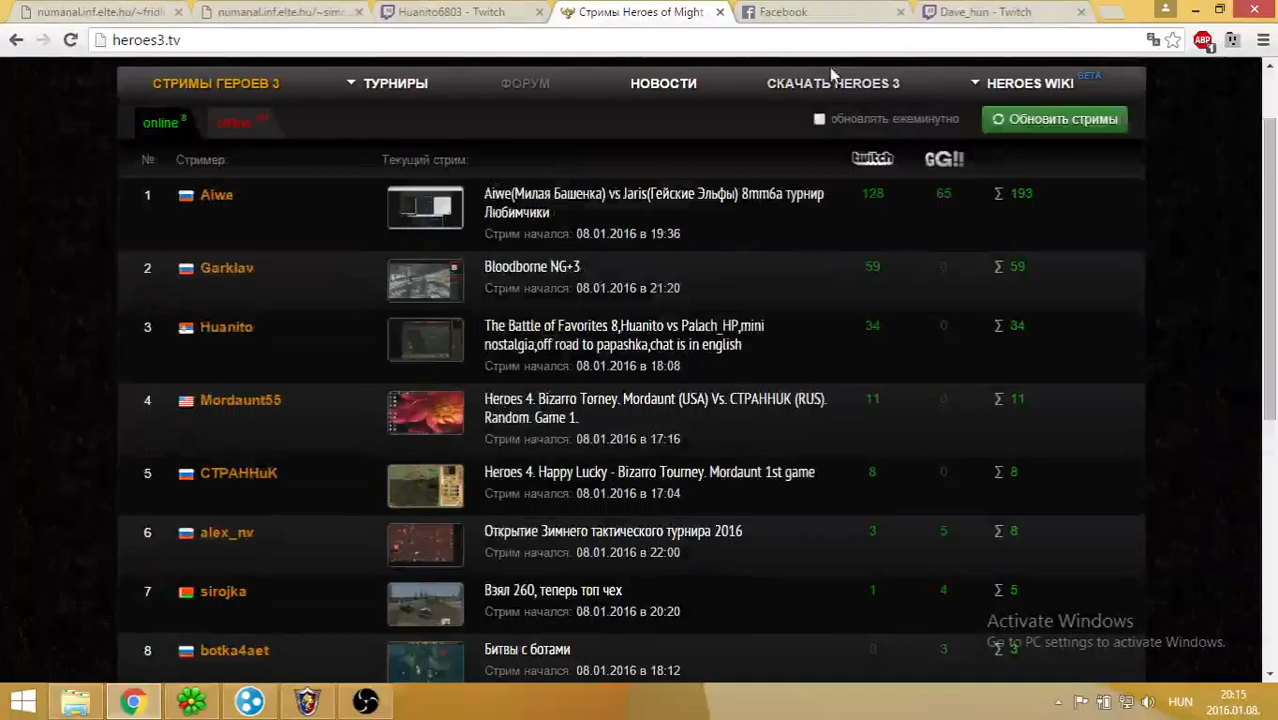 numanal.inf.elte.hu/~fridli
numanal.inf.elte.hu/~simo
Huanito6803 - Twitch
Стримы Heroes of Might
Facebook
Dave_hun - Twitch
heroes3.tv
ABP
1
СТРИМЫ ГЕРОЕВ 3
ТУРНИРЫ
ФОРУМ
НОВОСТИ
СКАЧАТЬ HEROES 3
HEROES WIKI BETA
online 8
offline
обновлять ежеминутно
Обновить стримы
№ Стример: Текущий стрим: twitch GG!!
1 Aiwe Aiwe(Милая Башенка) vs Jaris(Гейские Эльфы) 8mm6a турнир 128 65 ∑ 193
Любимчики
Стрим начался: 08.01.2016 в 19:36
2 Garklav Bloodborne NG+3 59 0 ∑ 59
Стрим начался: 08.01.2016 в 21:20
3 Huanito The Battle of Favorites 8,Huanito vs Palach_HP,mini 34 0 ∑ 34
nostalgia,off road to papashka,chat is in english
Стрим начался: 08.01.2016 в 18:08
4 Mordaunt55 Heroes 4. Bizarro Torney. Mordaunt (USA) Vs. СТРАННИК (RUS). 11 0 ∑ 11
Random. Game 1.
Стрим начался: 08.01.2016 в 17:16
5 СТРАННиК Heroes 4. Happy Lucky - Bizarro Tourney. Mordaunt 1st game 8 0 ∑ 8
Стрим начался: 08.01.2016 в 17:04
6 alex_nv Открытие Зимнего тактического турнира 2016 3 5 ∑ 8
Стрим начался: 08.01.2016 в 22:00
7 sirojka Взял 260, теперь топ чех 1 4 ∑ 5
Стрим начался: 08.01.2016 в 20:20
8 botka4aet Битвы с ботами 0 3 ∑ 3
Стрим начался: 08.01.2016 в 18:12
Activate Windows
Go to PC settings to activate Windows.
HUN
20:15
2016.01.08.